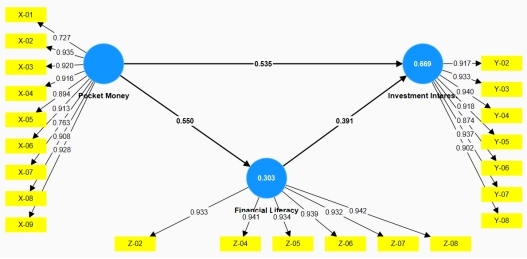 X-01
X-02
X-03
X-04
X-05
X-06
X-07
X-08
X-09
0.727
0.935
0.920
0.916
0.894
0.913
0.763
0.908
0.928
Pocket Money
0.535
0.550
0.391
0.669
Investment Interes
0.917
0.933
0.940
0.918
0.874
0.937
0.902
Y-02
Y-03
Y-04
Y-05
Y-06
Y-07
Y-08
0.303
Financial Literacy
0.933
0.941
0.934
0.939
0.932
0.942
Z-02
Z-04
Z-05
Z-06
Z-07
Z-08